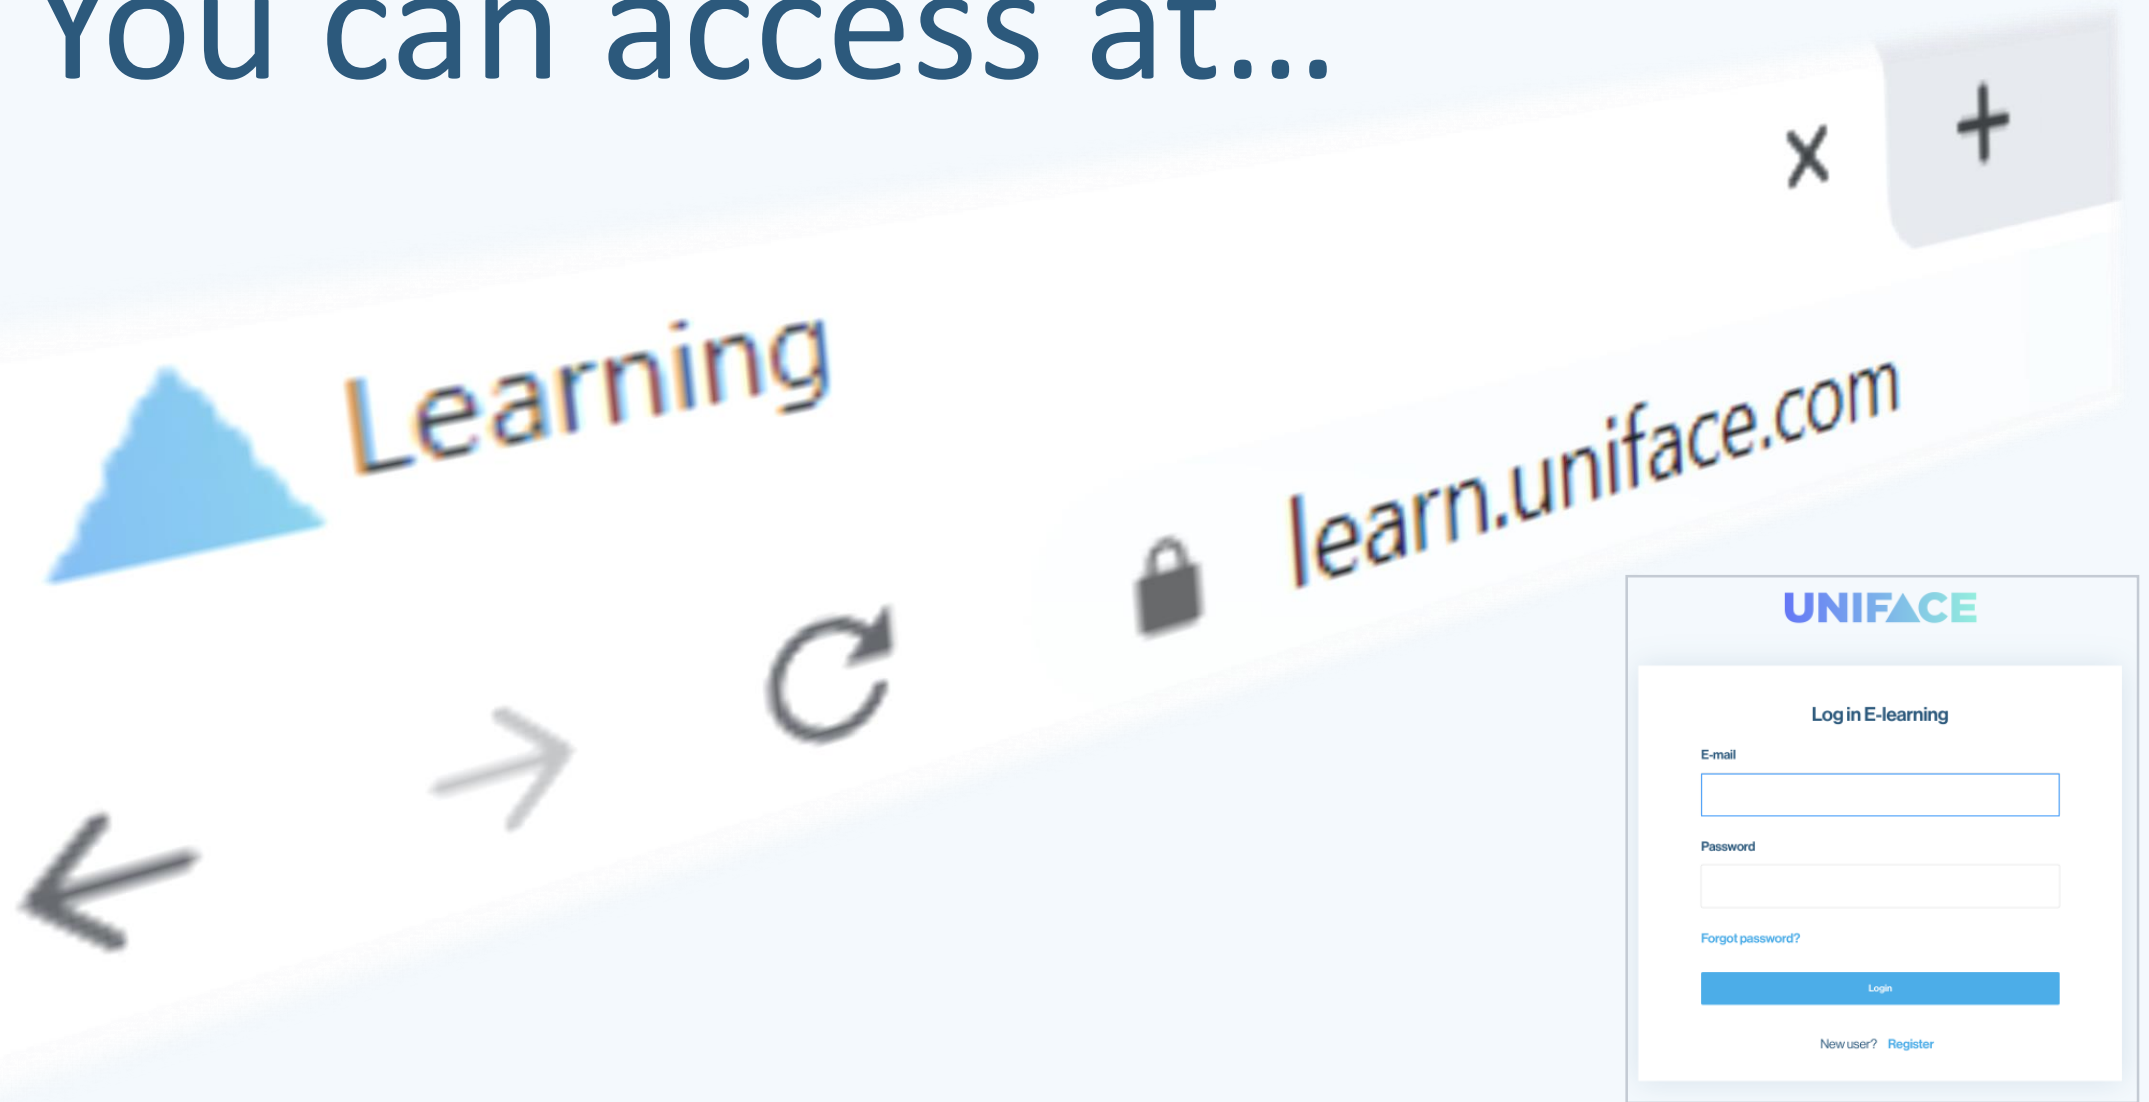 You can access at...
x +
Learning
learn.uniface.com
UNIFACE
Log in E-learning
E-mail
Password
Forgot password?
Login
New user? Register